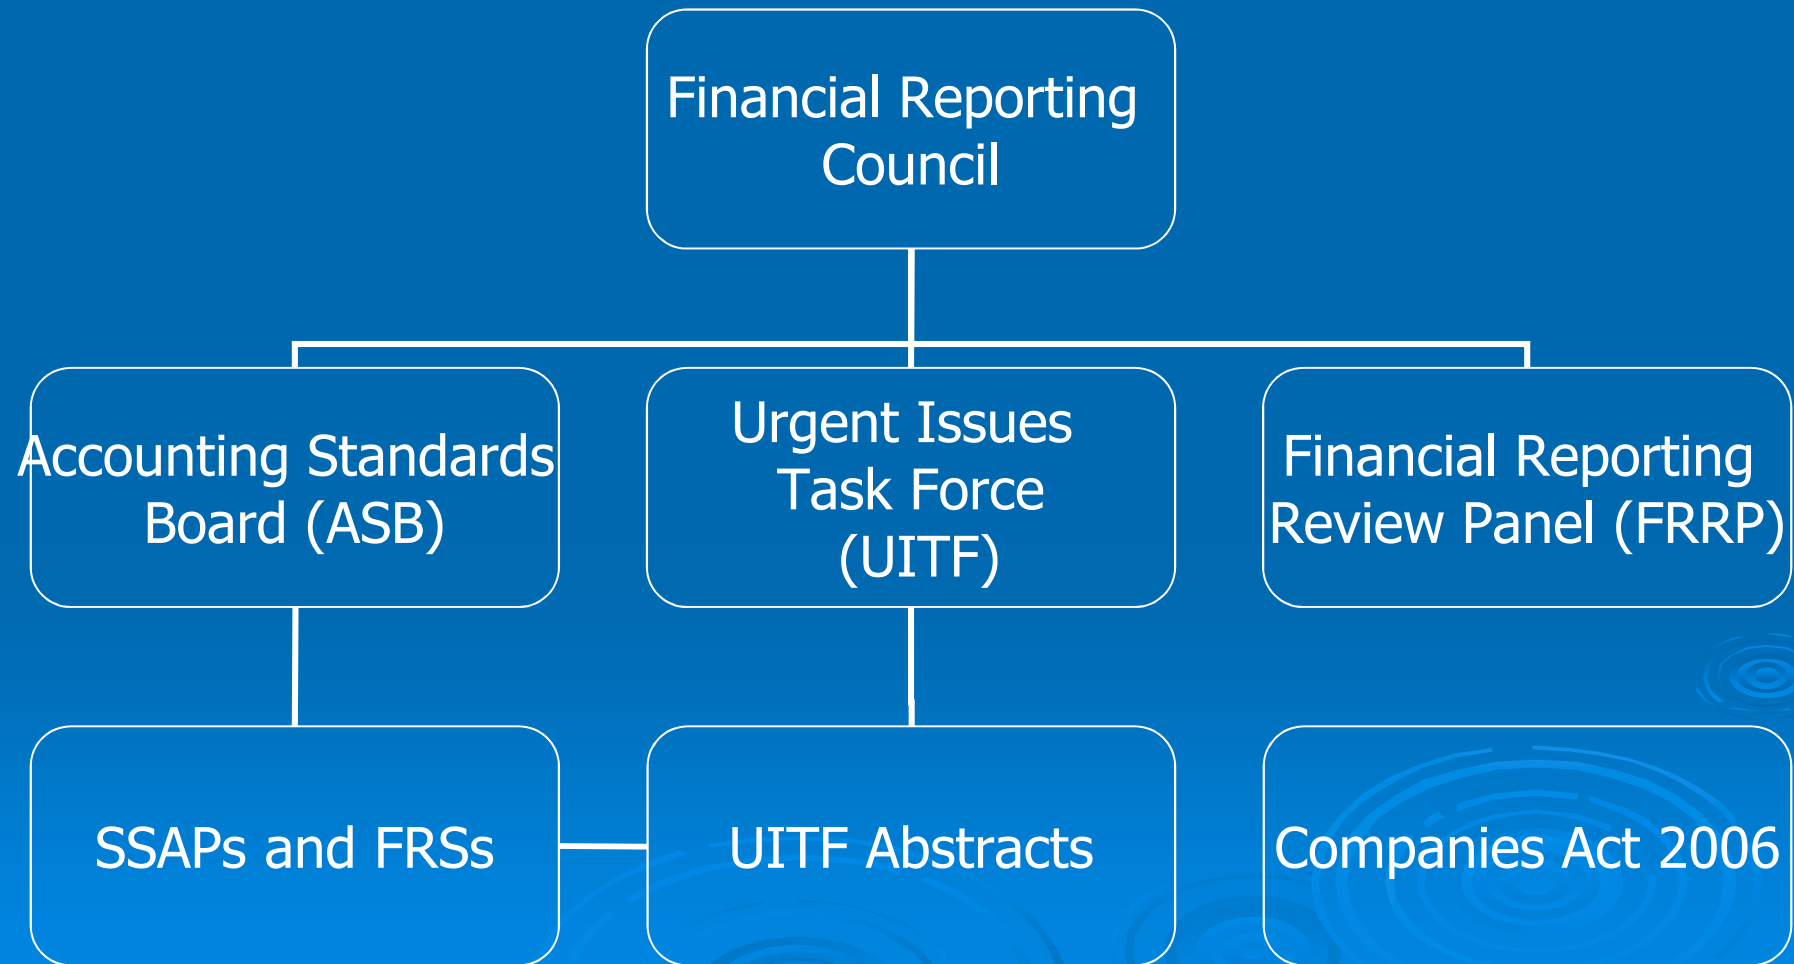 Financial Reporting
Council
Accounting Standards
Board (ASB)
Urgent Issues
Task Force
(UITF)
Financial Reporting
Review Panel (FRRP)
SSAPs and FRSs
UITF Abstracts
Companies Act 2006